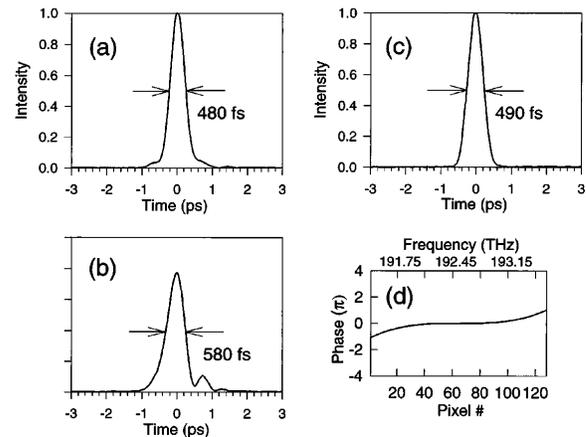 (a)
Intensity
1.0
0.8
0.6
0.4
0.2
0.0
480 fs
-3 -2 -1 0 1 2 3
Time (ps)
(c)
Intensity
1.0
0.8
0.6
0.4
0.2
0.0
490 fs
-3 -2 -1 0 1 2 3
Time (ps)
(b)
580 fs
-3 -2 -1 0 1 2 3
Time (ps)
Frequency (THz)
191.75 192.45 193.15
(d)
Phase (π)
4
2
0
-2
-4
20 40 60 80 100 120
Pixel #